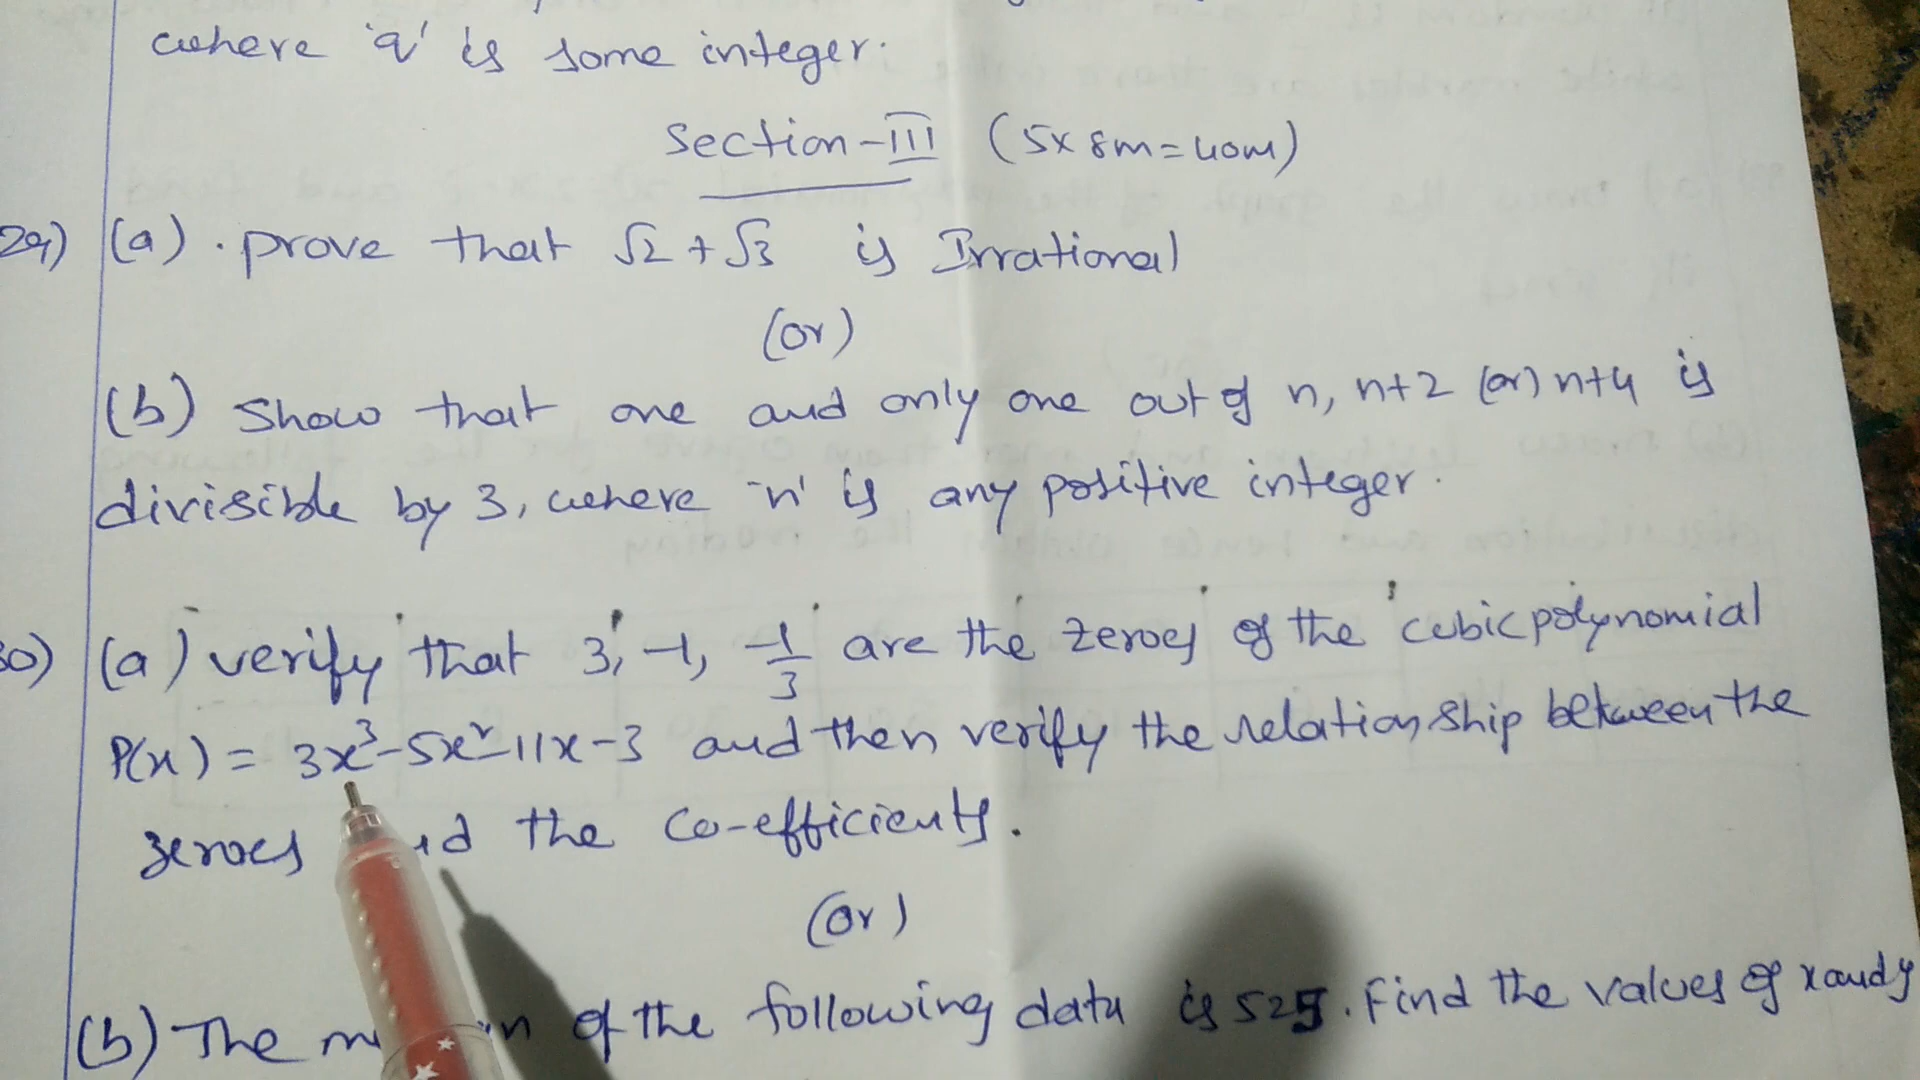 where 'q' is some integer.
Section-III (5x8m=40m)
29) (a). prove that √2+√3 is Irrational
(or)
(b) Show that one and only one out of n, n+2 (or) n+4 is
divisible by 3, where 'n' is any positive integer.
30) (a) verify that 3, -1, -1/3 are the zeroes of the cubic polynomial
P(x) = 3x³-5x²-11x-3 and then verify the relation ship between the
zeroes the co-efficients.
(or)
(b) The of the following data is 525. Find the values of x and y